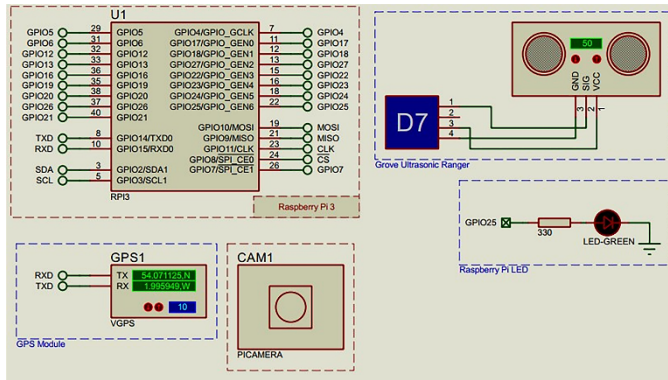 U1
GPIO5 29 GPIO5 GPIO4/GPIO_GCLK 7 GPIO4
GPIO6 31 GPIO6 GPIO17/GPIO_GEN0 11 GPIO17
GPIO12 32 GPIO12 GPIO18/GPIO_GEN1 12 GPIO18
GPIO13 33 GPIO13 GPIO27/GPIO_GEN2 13 GPIO27
GPIO16 36 GPIO16 GPIO22/GPIO_GEN3 15 GPIO22
GPIO19 35 GPIO19 GPIO23/GPIO_GEN4 16 GPIO23
GPIO20 38 GPIO20 GPIO24/GPIO_GEN5 18 GPIO24
GPIO26 37 GPIO26 GPIO25/GPIO_GEN6 22 GPIO25
GPIO21 40 GPIO21
GPIO10/MOSI 19 MOSI
TXD 8 GPIO14/TXD0 GPIO9/MISO 21 MISO
RXD 10 GPIO15/RXD0 GPIO11/CLK 23 CLK
GPIO8/SPI_CE0 24 CS
SDA 3 GPIO2/SDA1 GPIO7/SPI_CE1 26 GPIO7
SCL 5 GPIO3/SCL1
RPI3
Raspberry Pi 3
50
GND
SIG
VCC
3
2
1
D7
1
2
3
4
Grove Ultrasonic Ranger
GPIO25
330
LED-GREEN
Raspberry Pi LED
GPS1
RXD TX 54.071125,N
TXD RX 1.995949,W
10
VGPS
GPS Module
CAM1
PICAMERA